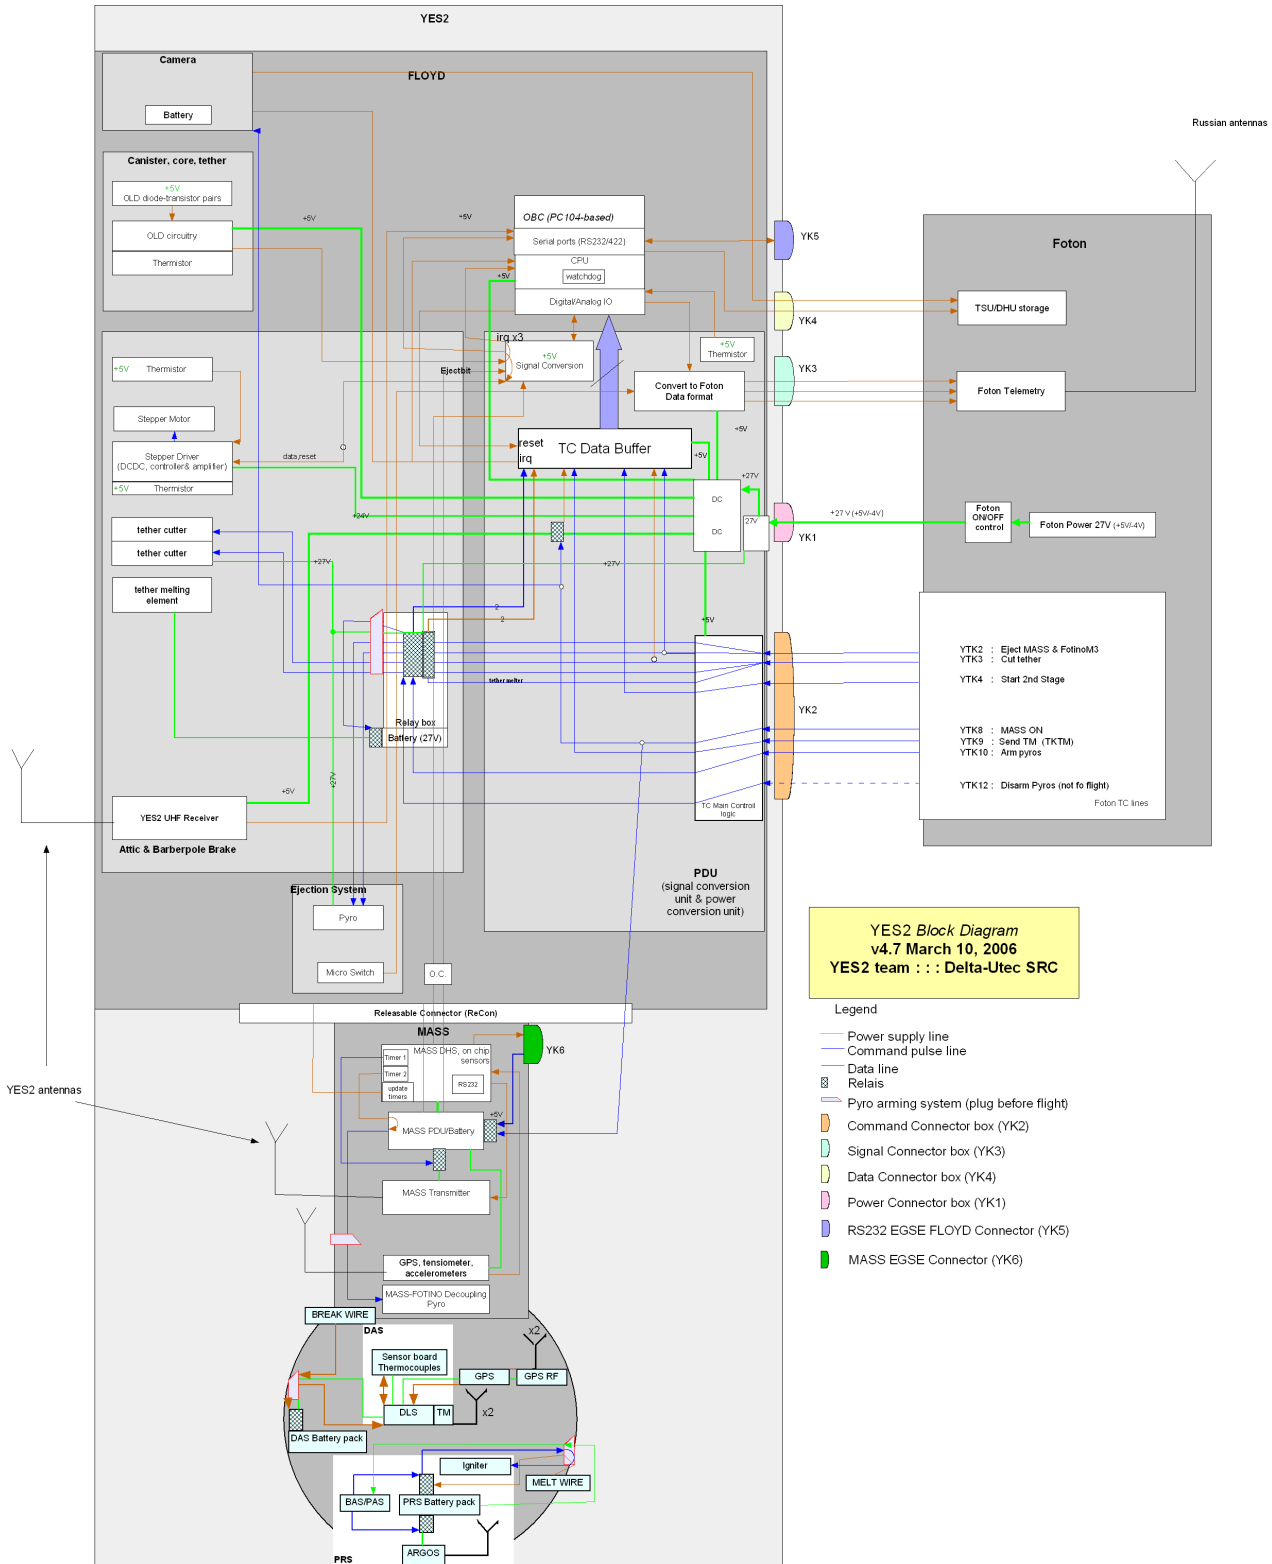 YES2
Camera
FLOYD
Battery
Russian antennas
Canister, core, tether
+5V
OLD diode-transistor pairs
OLD circuitry
Thermistor
+5V
+5V
OBC (PC104-based)
Serial ports (RS232/422)
CPU
watchdog
+5V
Digital/Analog IO
YK5
YK4
YK3
Foton
TSU/DHU storage
Foton Telemetry
irq x3
+5V
Signal Conversion
Ejectbit
+5V
Thermistor
Convert to Foton
Data format
+5V
+5V Thermistor
Stepper Motor
Stepper Driver
(DCDC, controller& amplifier)
+5V Thermistor
data,reset
reset
irq
TC Data Buffer
+5V
+27V
DC
DC
27V
YK1
+27 V (+5V/-4V)
Foton
ON/OFF
control
Foton Power 27V (+5V/-4V)
+24V
tether cutter
tether cutter
+27V
+27V
tether melting
element
2
2
+5V
tether melter
Relay box
Battery (27V)
+27V
YK2
YTK2 : Eject MASS & FotinoM3
YTK3 : Cut tether
YTK4 : Start 2nd Stage
YTK8 : MASS ON
YTK9 : Send TM (TKTM)
YTK10 : Arm pyros
YTK12 : Disarm Pyros (not fo flight)
Foton TC lines
TC Main Controll
logic
+5V
YES2 UHF Receiver
Attic & Barberpole Brake
PDU
(signal conversion
unit & power
conversion unit)
Ejection System
Pyro
Micro Switch
O.C.
Releasable Connector (ReCon)
YES2 Block Diagram
v4.7 March 10, 2006
YES2 team : : : Delta-Utec SRC
Legend
Power supply line
Command pulse line
Data line
Relais
Pyro arming system (plug before flight)
Command Connector box (YK2)
Signal Connector box (YK3)
Data Connector box (YK4)
Power Connector box (YK1)
RS232 EGSE FLOYD Connector (YK5)
MASS EGSE Connector (YK6)
MASS
MASS DHS, on chip
sensors
Timer 1
Timer 2
update
timers
RS232
YK6
YES2 antennas
+5V
MASS PDU/Battery
MASS Transmitter
GPS, tensiometer,
accelerometers
MASS-FOTINO Decoupling
Pyro
BREAK WIRE
DAS
x2
Sensor board
Thermocouples
GPS
GPS RF
DLS
TM
x2
DAS Battery pack
Igniter
MELT WIRE
BAS/PAS
PRS Battery pack
ARGOS
PRS